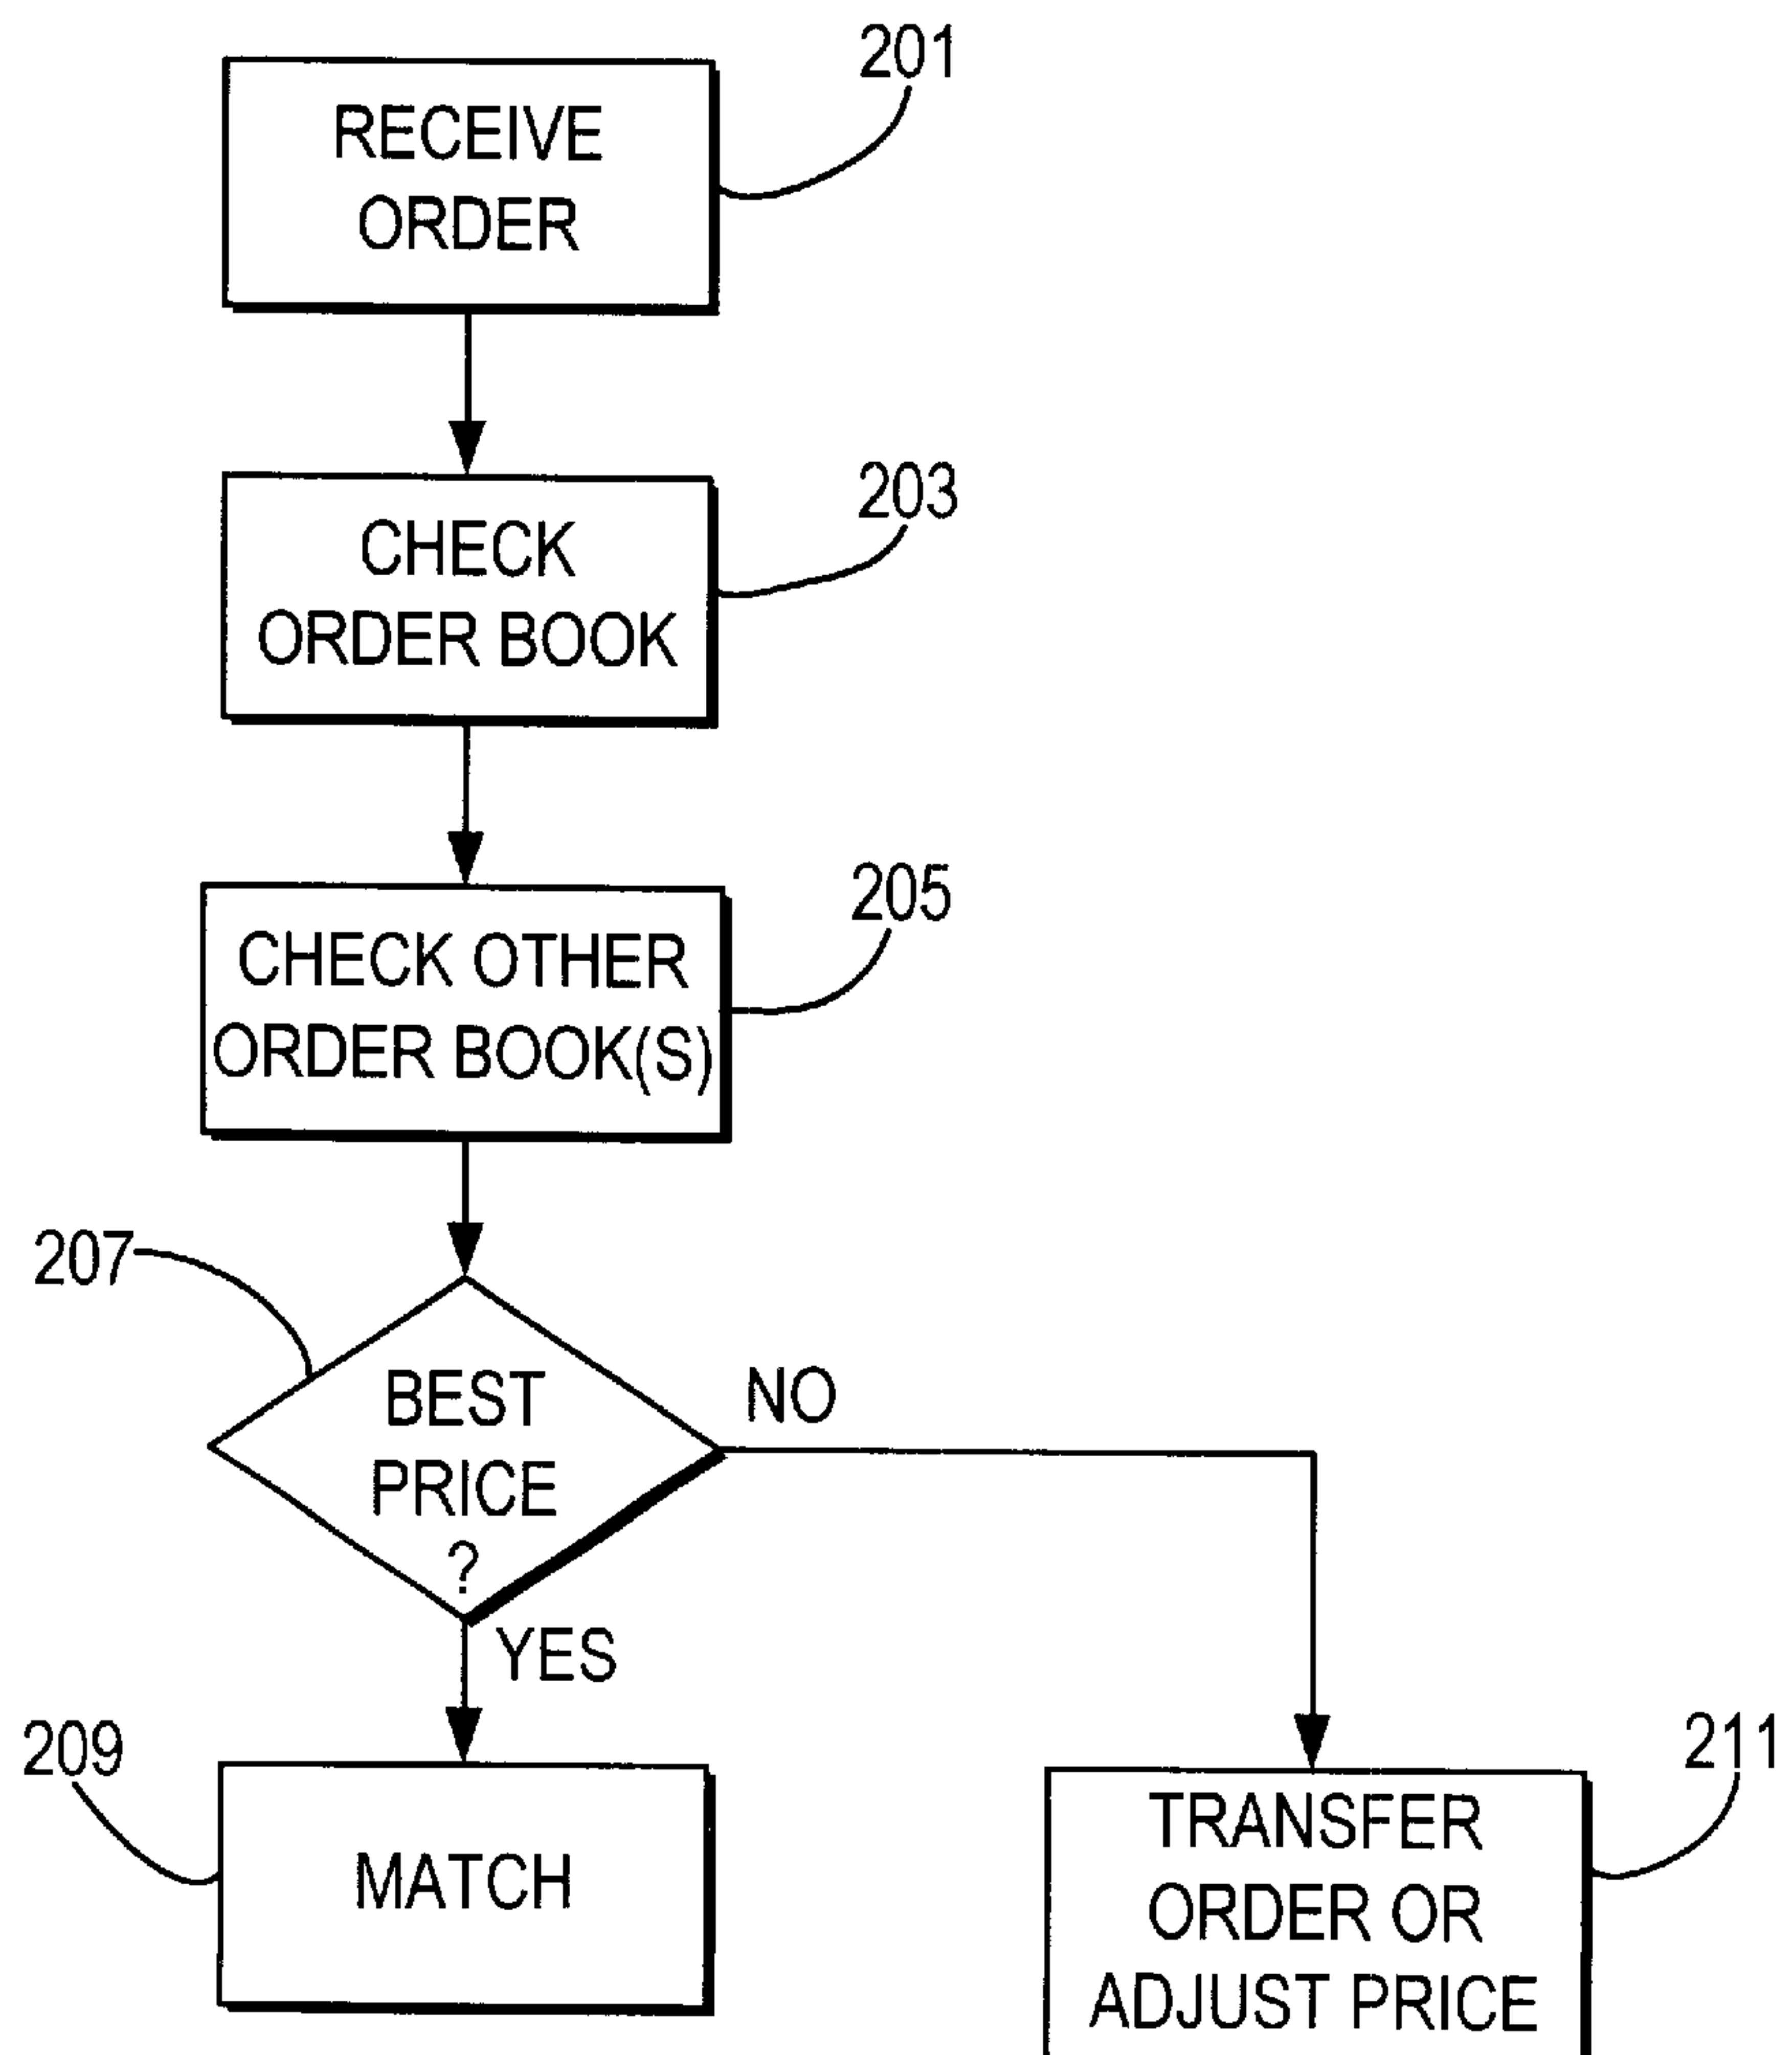 201
RECEIVE
ORDER
203
CHECK
ORDER BOOK
205
CHECK OTHER
ORDER BOOK(S)
207
BEST
PRICE
?
NO
YES
209
MATCH
211
TRANSFER
ORDER OR
ADJUST PRICE